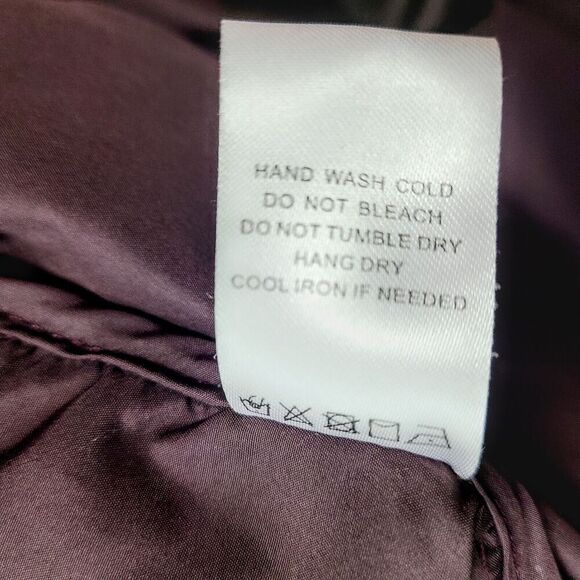 HAND WASH COLD
DO NOT BLEACH
DO NOT TUMBLE DRY
HANG DRY
COOL IRON IF NEEDED